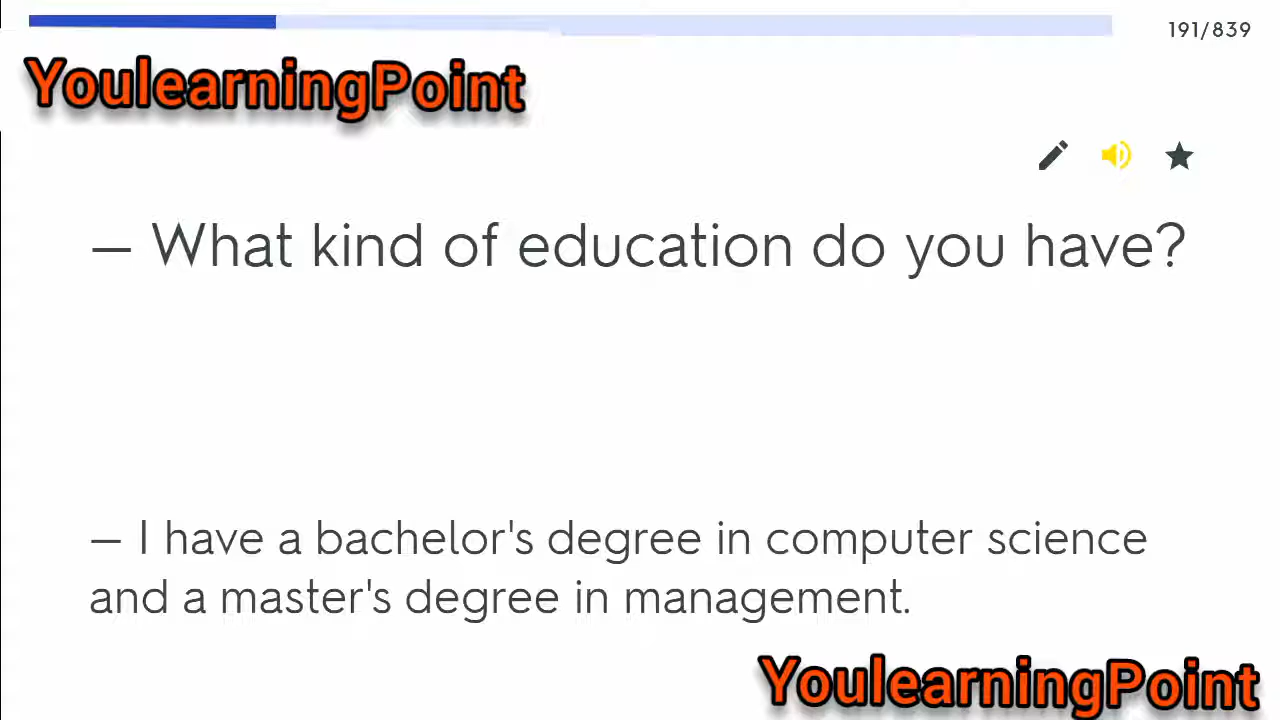 191/839
YoulearningPoint
– What kind of education do you have?
– I have a bachelor's degree in computer science
and a master's degree in management.
YoulearningPoint